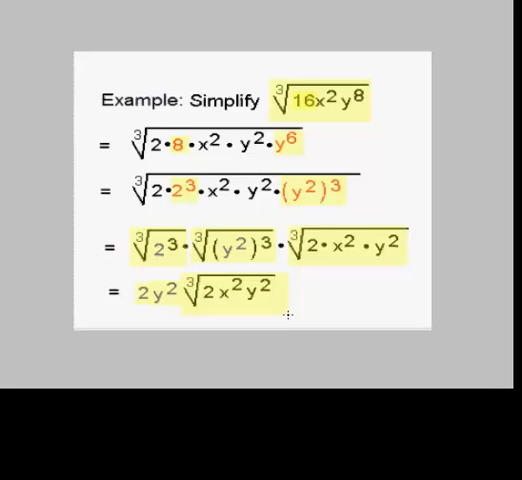 Example: Simplify ∛16x²y⁸
= ∛2•8•x²•y²•y⁶
= ∛2•2³•x²•y²•(y²)³
= ∛2³•∛(y²)³•∛2•x²•y²
= 2y²∛2x²y²